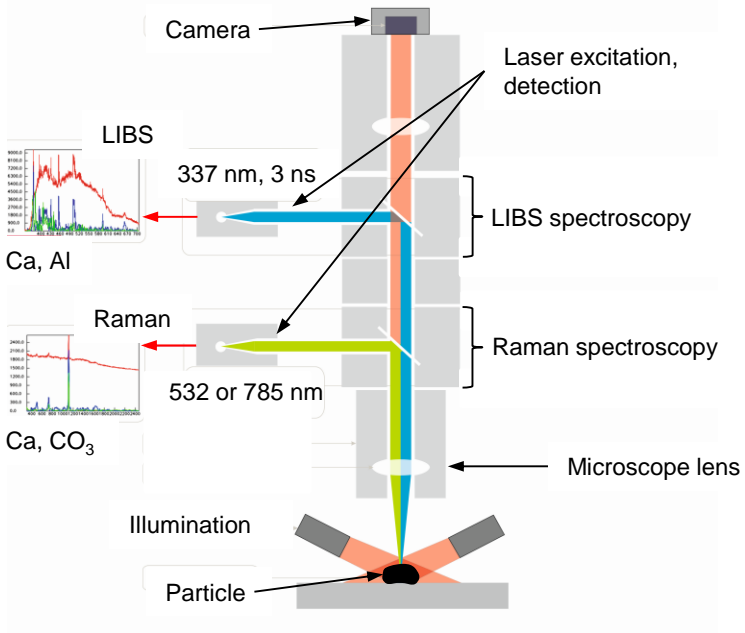 Camera
Laser excitation,
detection
LIBS
337 nm, 3 ns
LIBS spectroscopy
Ca, Al
Raman
Raman spectroscopy
532 or 785 nm
Ca, CO₃
Microscope lens
Illumination
Particle